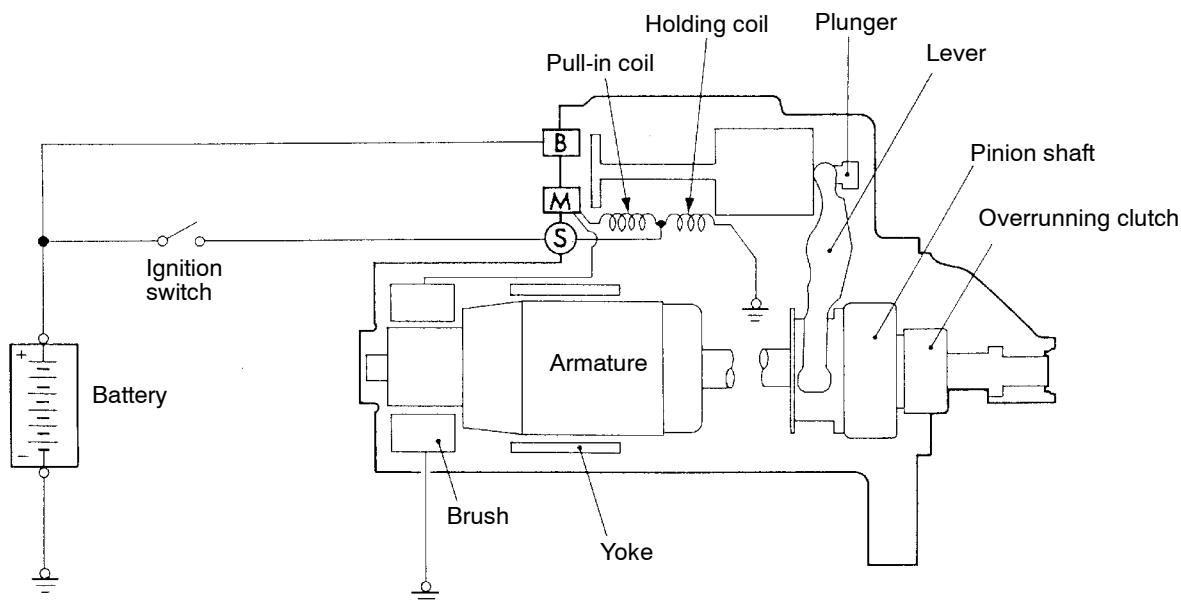 Holding coil
Plunger
Lever
Pull-in coil
B
Pinion shaft
M
Overrunning clutch
S
Ignition
switch
Armature
+
Battery
−
Brush
Yoke